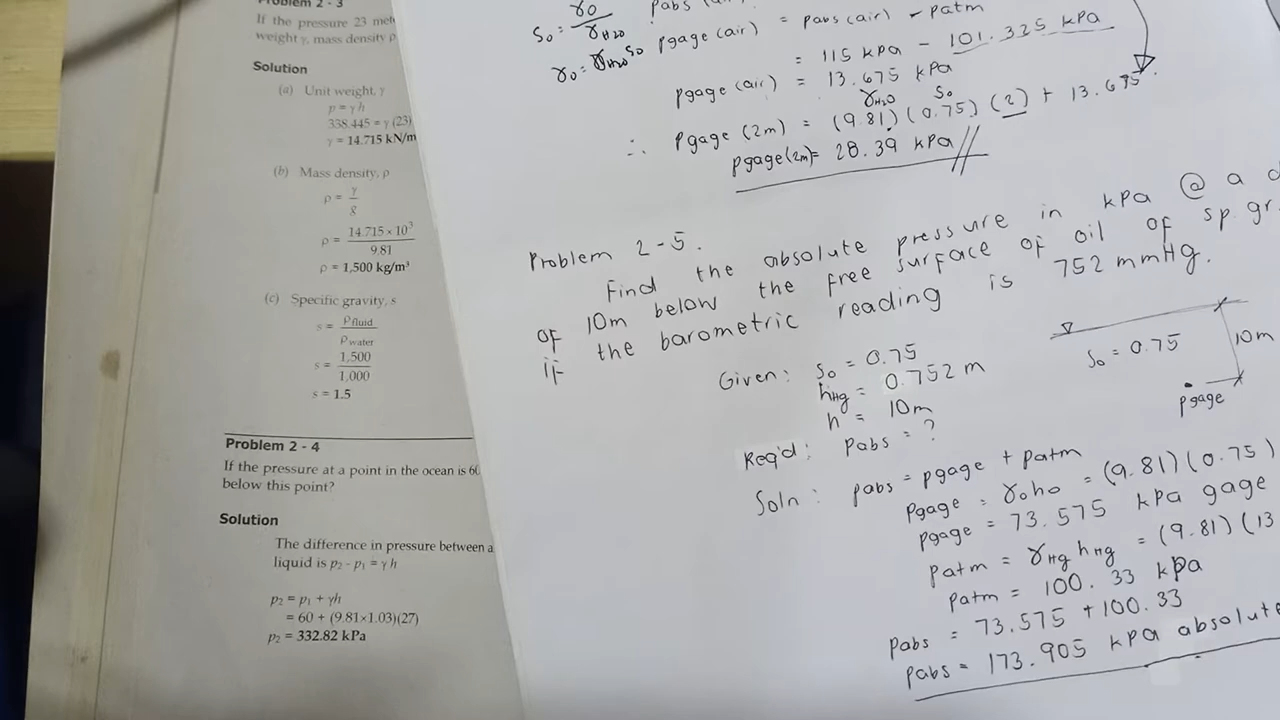 Problem 2 - 3
If the pressure 23 met
weight γ, mass density ρ
Solution
(a) Unit weight, γ
p = γ h
338.445 = γ (23)
γ = 14.715 kN/m
(b) Mass density, ρ
ρ = γ/g
ρ = 14.715 × 10³/9.81
ρ = 1,500 kg/m³
(c) Specific gravity, s
s = ρfluid/ρwater
s = 1,500/1,000
s = 1.5
Problem 2 - 4
If the pressure at a point in the ocean is 60
below this point?
Solution
The difference in pressure between a
liquid is p₂ - p₁ = γ h
p₂ = p₁ + γh
= 60 + (9.81×1.03)(27)
p₂ = 332.82 kPa
So = γo/γH2O
γo = γH2O So
pgage (air) = pabs (air) - patm
= 115 kPa - 101.325 kPa
pgage (air) = 13.675 kPa
γH2O So
∴ pgage (2m) = (9.81) (0.75) (2) + 13.675
pgage (2m) = 28.39 kPa
Problem 2 - 5.
Find the absolute pressure in kPa @ a d
of 10m below the free surface of oil of sp gr.
if the barometric reading is 752 mmHg.
Given: So = 0.75
hHg = 0.752 m
h = 10m
Req'd: Pabs = ?
So = 0.75
10m
pgage
Soln: pabs = pgage + patm
pgage = γoho = (9.81) (0.75)
pgage = 73.575 kPa gage
patm = γHg hHg = (9.81) (13
patm = 100.33 kPa
pabs = 73.575 + 100.33
pabs = 173.905 kPa absolute